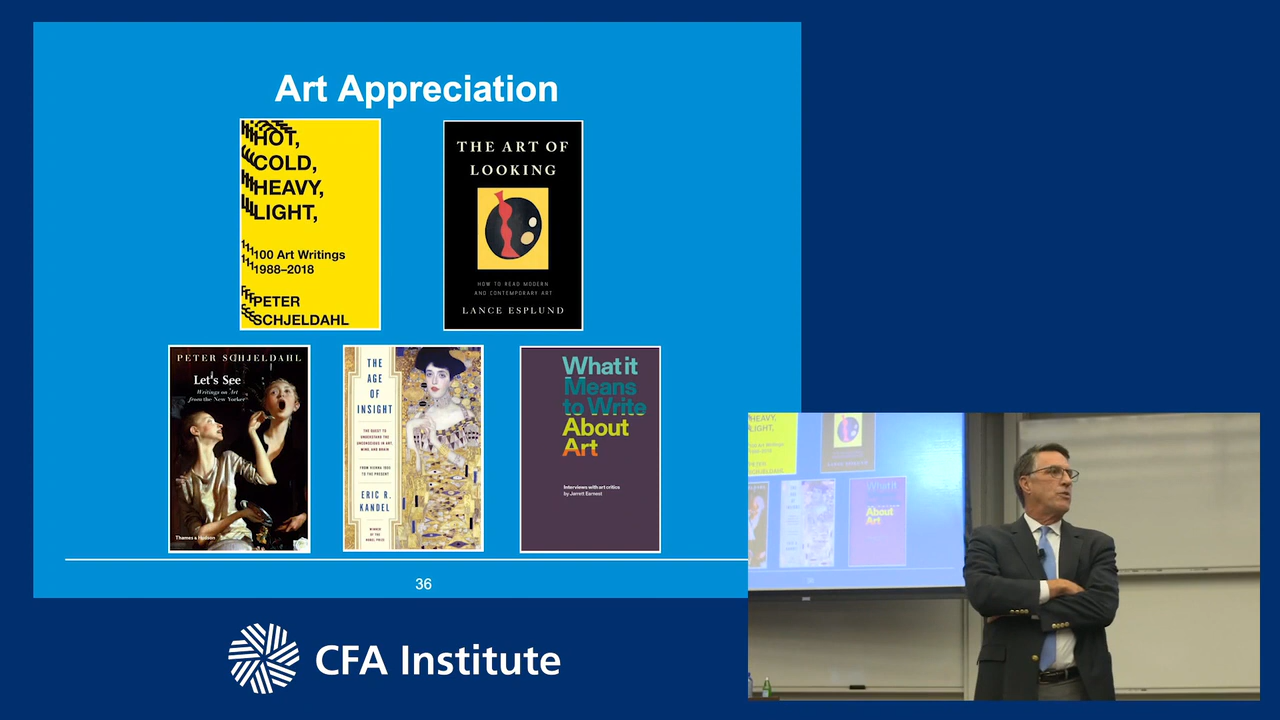 Art Appreciation
HOT,
COLD,
HEAVY,
LIGHT,
100 Art Writings
1988–2018
PETER
SCHJELDAHL
THE ART OF
LOOKING
HOW TO READ MODERN
AND CONTEMPORARY ART
LANCE ESPLUND
PETER SCHJELDAHL
Let's See
Writings on Art
from the New Yorker
Thames & Hudson
THE
AGE
OF
INSIGHT
THE QUEST TO
UNDERSTAND THE
UNCONSCIOUS IN ART,
MIND, AND BRAIN
FROM VIENNA 1900
TO THE PRESENT
ERIC R.
KANDEL
WINNER
OF THE
NOBEL PRIZE
What it
Means
to Write
About
Art
Interviews with art critics
by Jarrett Earnest
36
CFA Institute
HEAVY,
LIGHT,
About
Art